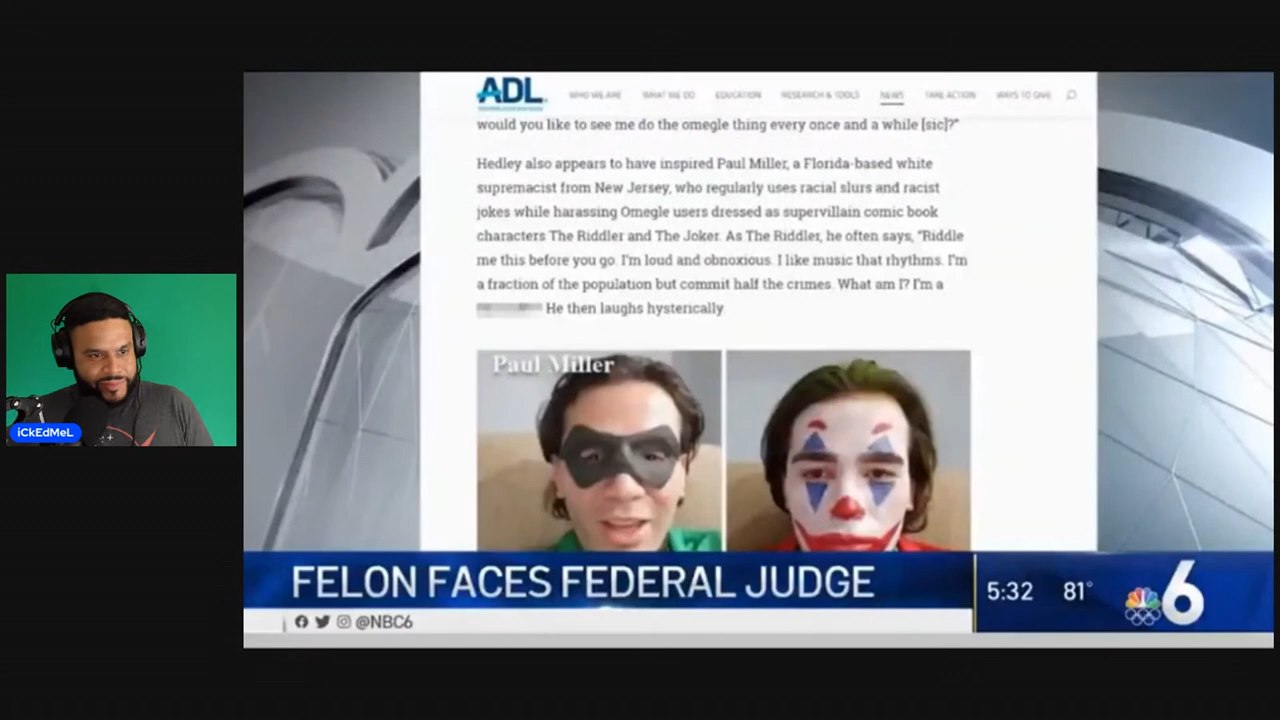 ADL
WHO WE ARE WHAT WE DO EDUCATION RESEARCH & TOOLS NEWS TAKE ACTION WAYS TO GIVE
would you like to see me do the omegle thing every once and a while [sic]?"
Hedley also appears to have inspired Paul Miller, a Florida-based white
supremacist from New Jersey, who regularly uses racial slurs and racist
jokes while harassing Omegle users dressed as supervillain comic book
characters The Riddler and The Joker. As The Riddler, he often says, "Riddle
me this before you go. I'm loud and obnoxious. I like music that rhythms. I'm
a fraction of the population but commit half the crimes. What am I? I'm a
He then laughs hysterically
Paul Miller
iCkEdMeL
FELON FACES FEDERAL JUDGE
5:32 81° 6
@NBC6